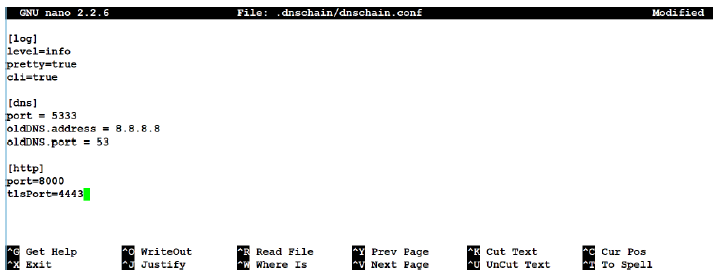 GNU nano 2.2.6 File: .dnschain/dnschain.conf Modified
[log]
level=info
pretty=true
cli=true
[dns]
port = 5333
oldDNS.address = 8.8.8.8
oldDNS.port = 53
[http]
port=8000
tlsPort=4443
^G Get Help ^O WriteOut ^R Read File ^Y Prev Page ^K Cut Text ^C Cur Pos
^X Exit ^J Justify ^W Where Is ^V Next Page ^U UnCut Text ^T To Spell